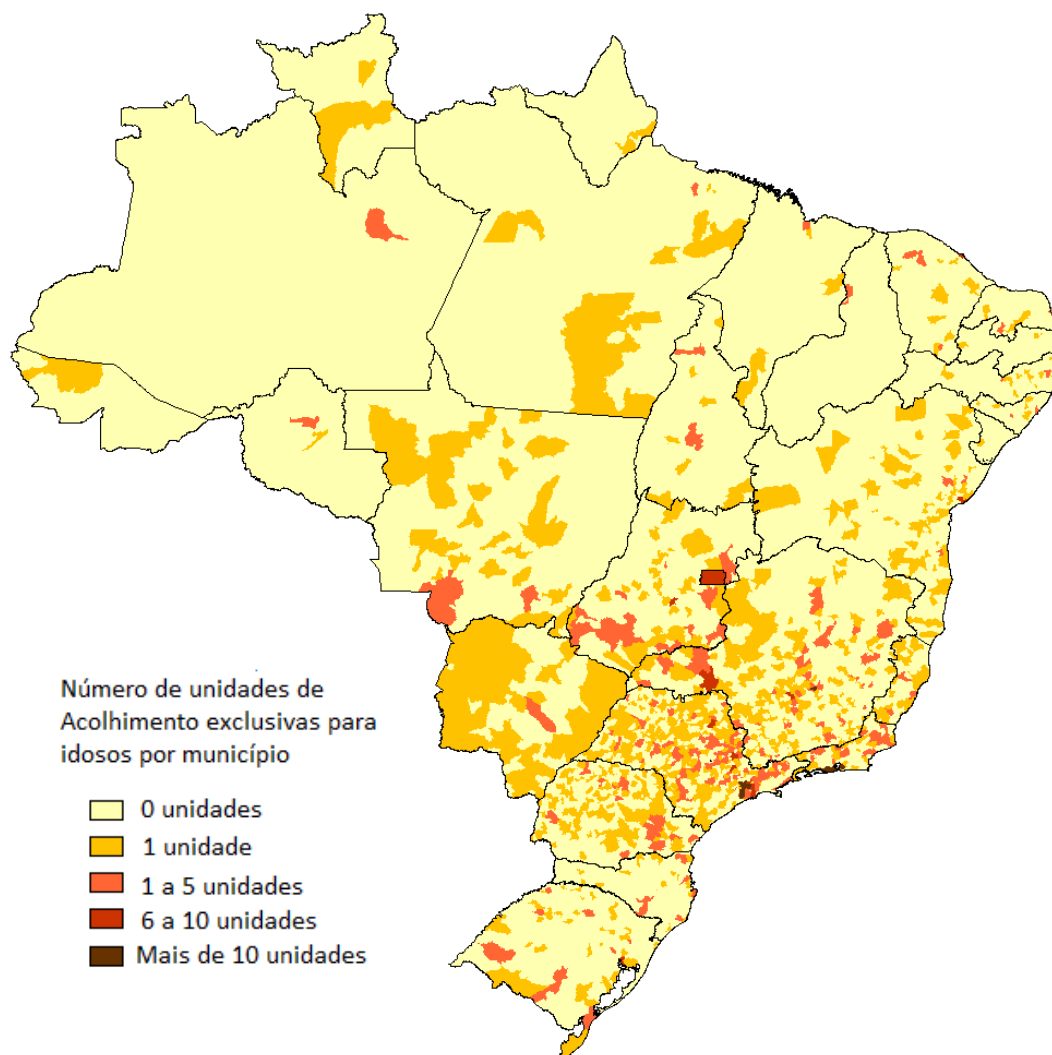 Número de unidades de
Acolhimento exclusivas para
idosos por município
0 unidades
1 unidade
1 a 5 unidades
6 a 10 unidades
Mais de 10 unidades